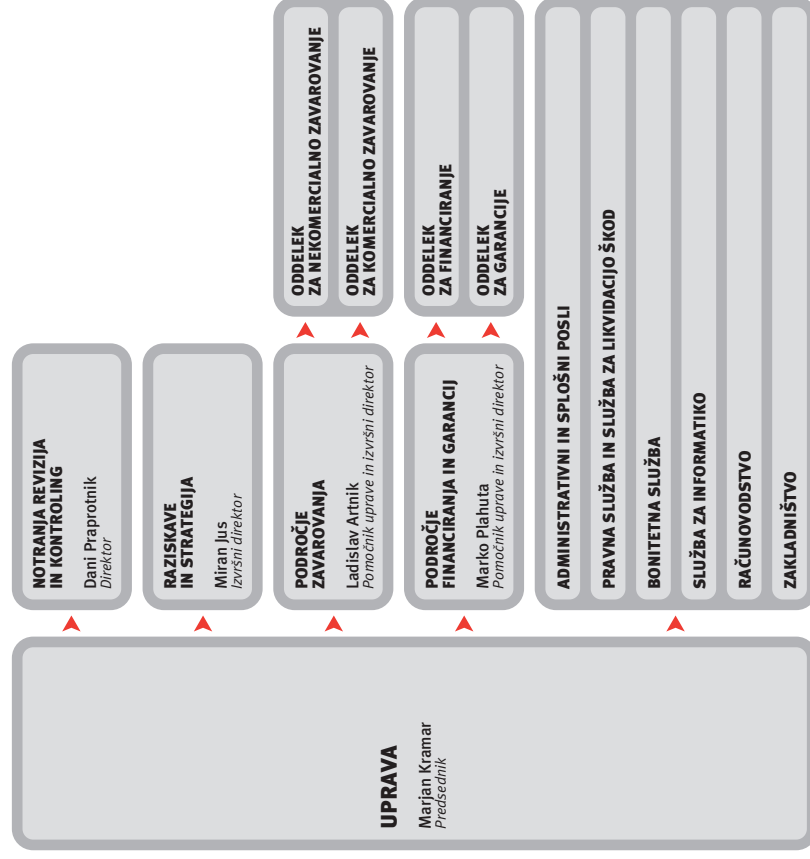 UPRAVA
Marjan Kramar
Predsednik
NOTRANJA REVIZIJA
IN KONTROLING
Dani Praprotnik
Direktor
RAZISKAVE
IN STRATEGIJA
Miran Jus
Izvršni direktor
PODROČJE
ZAVAROVANJA
Ladislav Artnik
Pomočnik uprave in izvršni direktor
ODDELEK
ZA NEKOMERCIALNO ZAVAROVANJE
ODDELEK
ZA KOMERCIALNO ZAVAROVANJE
PODROČJE
FINANCIRANJA IN GARANCIJ
Marko Plahuta
Pomočnik uprave in izvršni direktor
ODDELEK
ZA FINANCIRANJE
ODDELEK
ZA GARANCIJE
ADMINISTRATIVNI IN SPLOŠNI POSLI
PRAVNA SLUŽBA IN SLUŽBA ZA LIKVIDACIJO ŠKOD
BONITETNA SLUŽBA
SLUŽBA ZA INFORMATIKO
RAČUNOVODSTVO
ZAKLADNIŠTVO